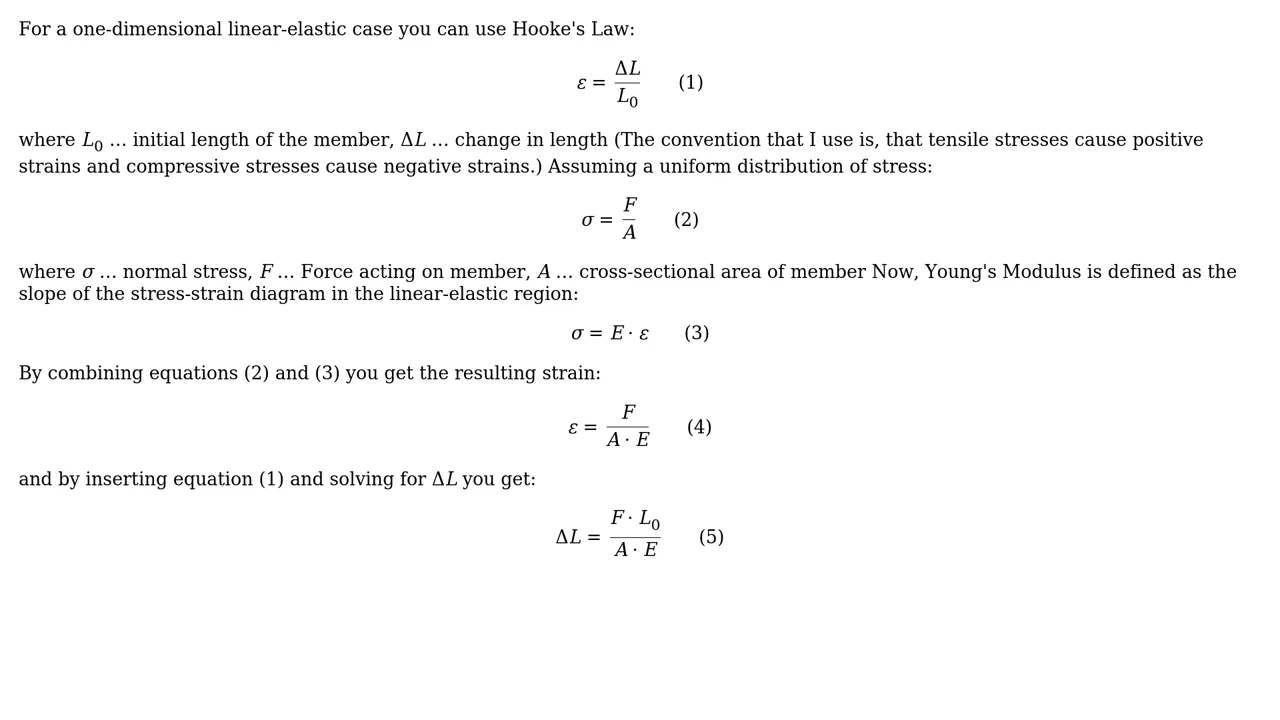 For a one-dimensional linear-elastic case you can use Hooke's Law:
ε = ΔL / L₀ (1)
where L₀ … initial length of the member, ΔL … change in length (The convention that I use is, that tensile stresses cause positive
strains and compressive stresses cause negative strains.) Assuming a uniform distribution of stress:
σ = F / A (2)
where σ … normal stress, F … Force acting on member, A … cross-sectional area of member Now, Young's Modulus is defined as the
slope of the stress-strain diagram in the linear-elastic region:
σ = E · ε (3)
By combining equations (2) and (3) you get the resulting strain:
ε = F / A · E (4)
and by inserting equation (1) and solving for ΔL you get:
ΔL = F · L₀ / A · E (5)